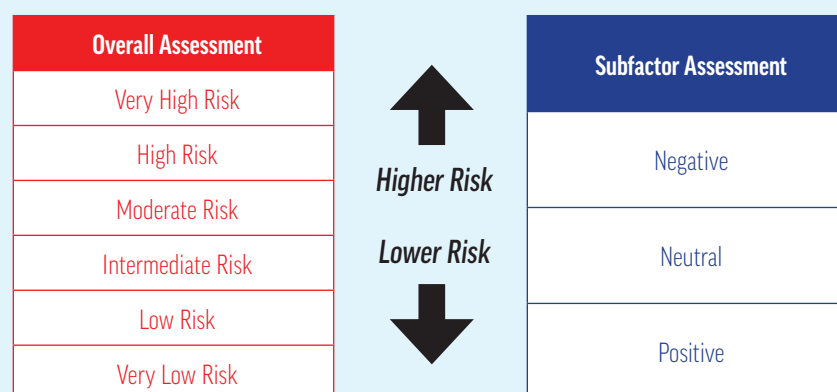 Overall Assessment
Very High Risk
High Risk
Moderate Risk
Intermediate Risk
Low Risk
Very Low Risk
Higher Risk
Lower Risk
Subfactor Assessment
Negative
Neutral
Positive